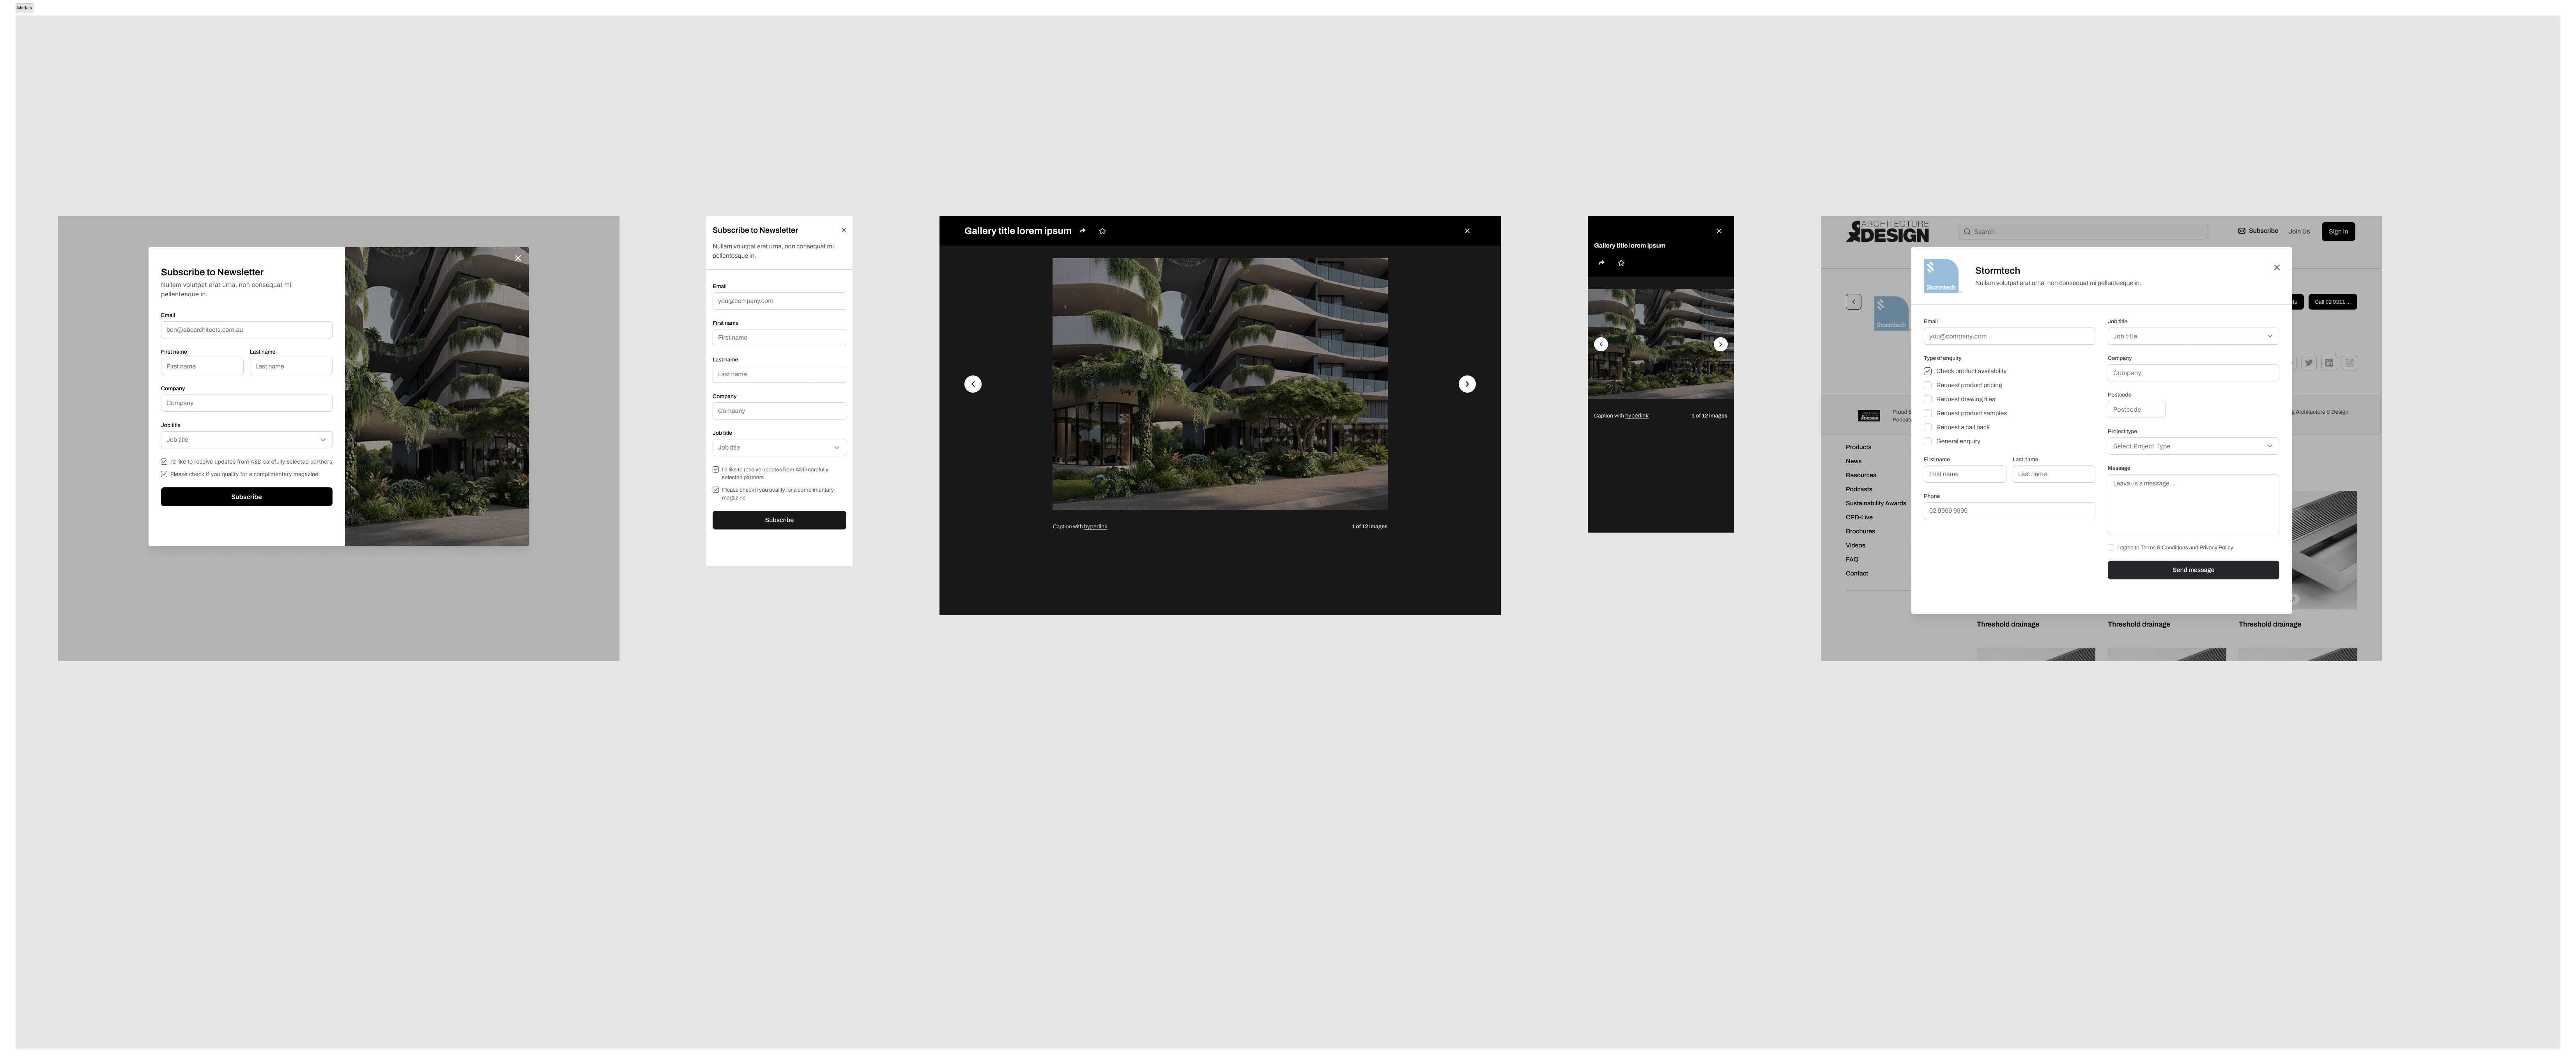 Modals
Subscribe to Newsletter
Nullam volutpat erat urna, non consequat mi
pellentesque in.
Email
ben@abcarchitects.com.au
First name
Last name
First name
Last name
Company
Company
Job title
Job title
I'd like to receive updates from A&D carefully selected partners
Please check if you qualify for a complimentary magazine
Subscribe
Subscribe to Newsletter
Nullam volutpat erat urna, non consequat mi
pellentesque in.
Email
you@company.com
First name
First name
Last name
Last name
Company
Company
Job title
Job title
I'd like to receive updates from A&D carefully
selected partners
Please check if you qualify for a complimentary
magazine
Subscribe
Gallery title lorem ipsum
Caption with hyperlink
1 of 12 images
Gallery title lorem ipsum
Caption with hyperlink
1 of 12 images
ARCHITECTURE
&DESIGN
Search
Subscribe
Join Us
Sign In
Stormtech
Call 02 9311 ...
Proud S
Podcas
g Architecture & Design
Products
News
Resources
Podcasts
Sustainability Awards
CPD-Live
Brochures
Videos
FAQ
Contact
Stormtech
Stormtech
Nullam volutpat erat urna, non consequat mi pellentesque in.
Email
you@company.com
Type of enquiry
Check product availability
Request product pricing
Request drawing files
Request product samples
Request a call back
General enquiry
First name
Last name
First name
Last name
Phone
02 9999 9999
Job title
Job title
Company
Company
Postcode
Postcode
Project type
Select Project Type
Message
Leave us a message...
I agree to Terms & Conditions and Privacy Policy.
Send message
Threshold drainage
Threshold drainage
Threshold drainage